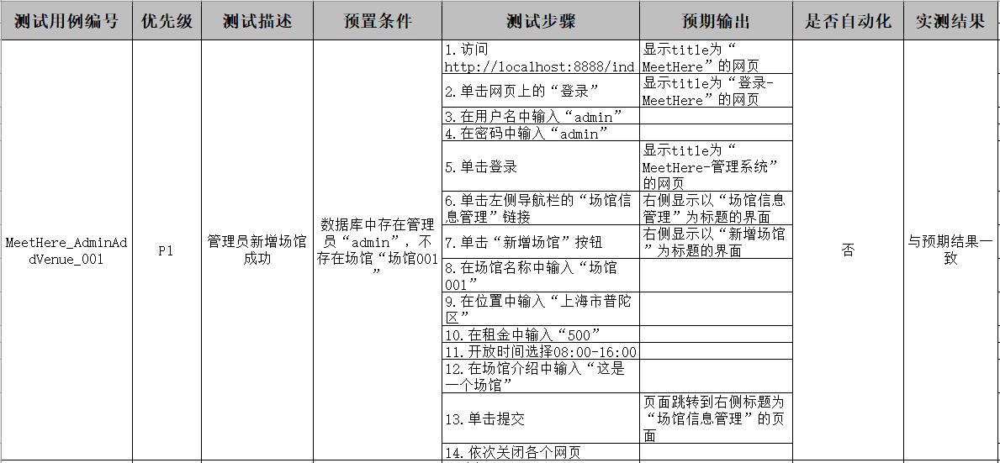 测试用例编号 优先级 测试描述 预置条件 测试步骤 预期输出 是否自动化 实测结果
MeetHere_AdminAd
dVenue_001
P1
管理员新增场馆
成功
数据库中存在管理
员“admin”，不
存在场馆“场馆001
”
1.访问
http://localhost:8888/ind
显示title为“
MeetHere”的网页
2.单击网页上的“登录”
显示title为“登录-
MeetHere”的网页
3.在用户名中输入“admin”
4.在密码中输入“admin”
5.单击登录
显示title为“
MeetHere-管理系统”
的网页
6.单击左侧导航栏的“场馆信
息管理”链接
右侧显示以“场馆信息
管理”为标题的界面
7.单击“新增场馆”按钮
右侧显示以“新增场馆
”为标题的界面
8.在场馆名称中输入“场馆
001”
9.在位置中输入“上海市普陀
区”
10.在租金中输入“500”
11.开放时间选择08:00-16:00
12.在场馆介绍中输入“这是
一个场馆”
13.单击提交
页面跳转到右侧标题为
“场馆信息管理”的页
面
14.依次关闭各个网页
否
与预期结果一
致